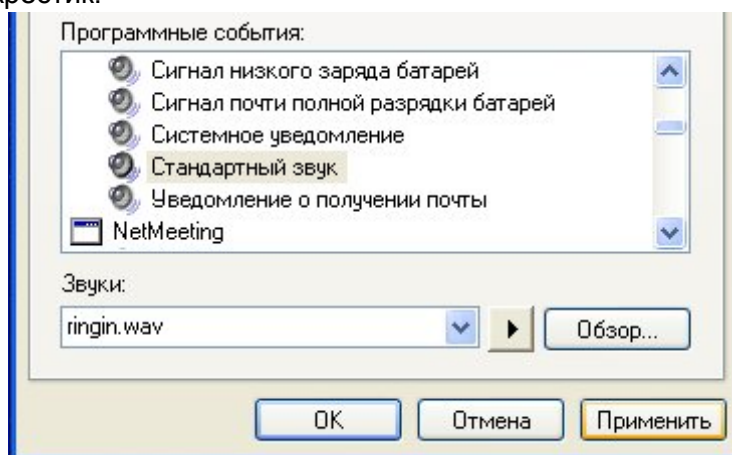 Программные события:
Сигнал низкого заряда батарей
Сигнал почти полной разрядки батарей
Системное уведомление
Стандартный звук
Уведомление о получении почты
NetMeeting
Звуки:
ringin.wav
Обзор...
OK Отмена Применить